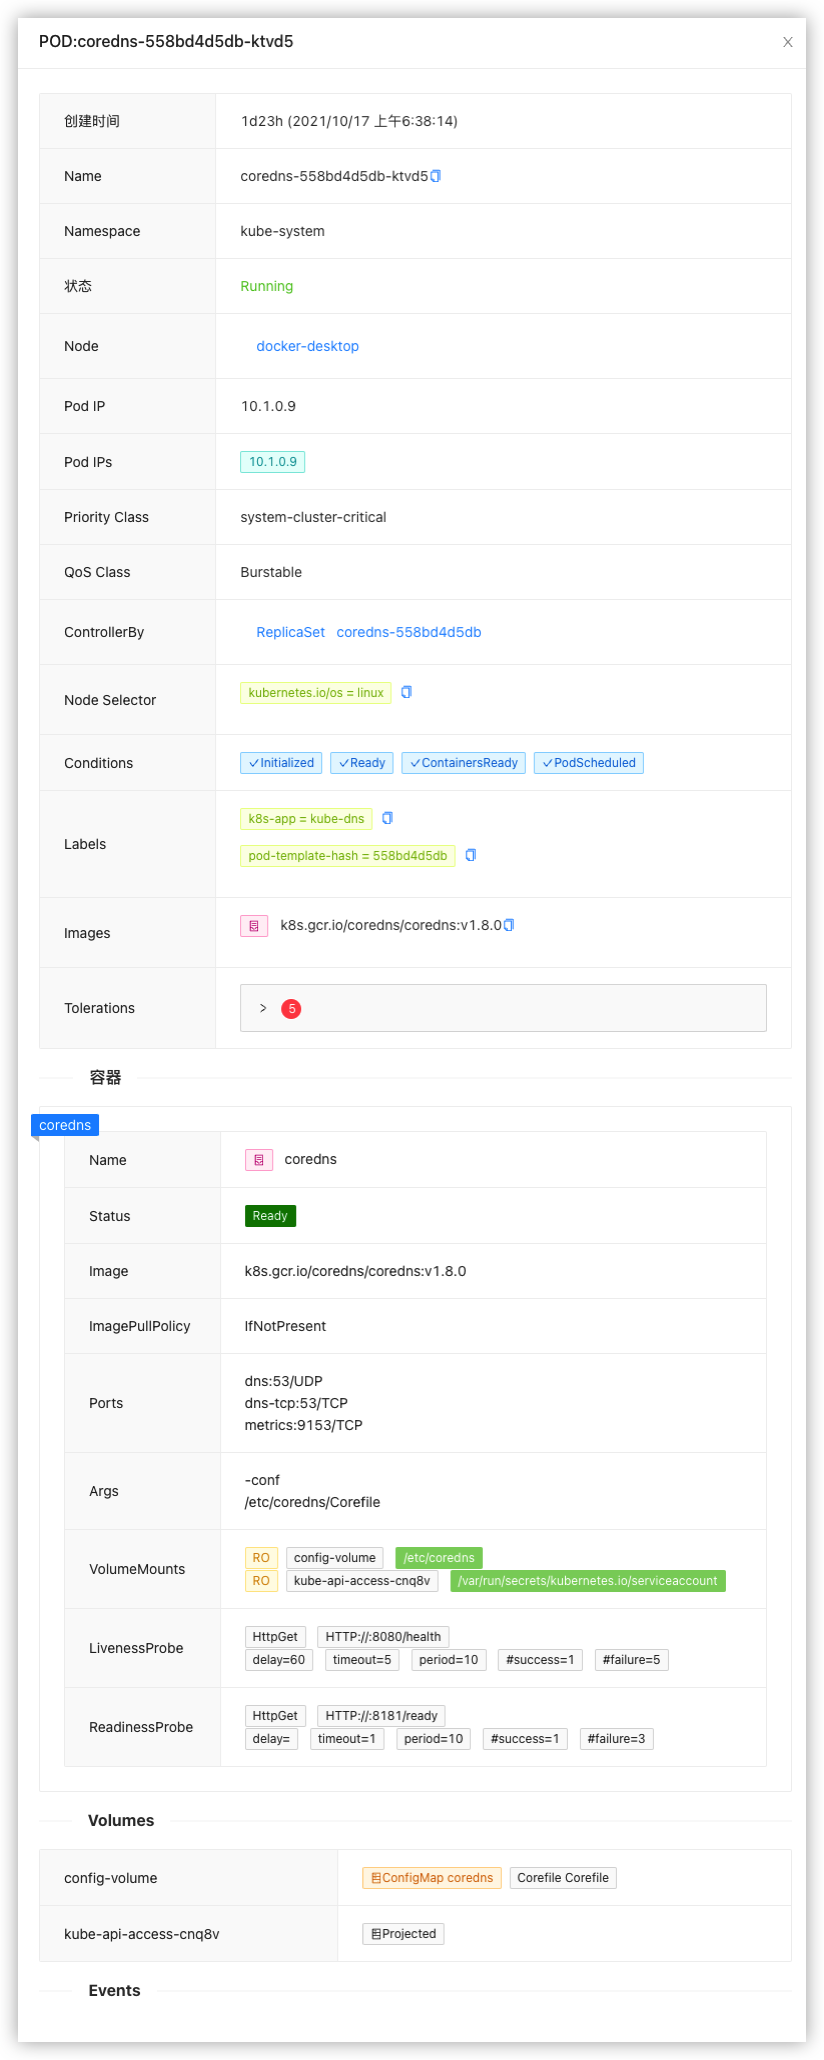 POD:coredns-558bd4d5db-ktvd5
创建时间 1d23h (2021/10/17 上午6:38:14)
Name coredns-558bd4d5db-ktvd5
Namespace kube-system
状态 Running
Node docker-desktop
Pod IP 10.1.0.9
Pod IPs 10.1.0.9
Priority Class system-cluster-critical
QoS Class Burstable
ControllerBy ReplicaSet coredns-558bd4d5db
Node Selector kubernetes.io/os = linux
Conditions Initialized Ready ContainersReady PodScheduled
Labels k8s-app = kube-dns
pod-template-hash = 558bd4d5db
Images k8s.gcr.io/coredns/coredns:v1.8.0
Tolerations > 5
容器
coredns
Name coredns
Status Ready
Image k8s.gcr.io/coredns/coredns:v1.8.0
ImagePullPolicy IfNotPresent
Ports dns:53/UDP
dns-tcp:53/TCP
metrics:9153/TCP
Args -conf
/etc/coredns/Corefile
VolumeMounts RO config-volume /etc/coredns
RO kube-api-access-cnq8v /var/run/secrets/kubernetes.io/serviceaccount
LivenessProbe HttpGet HTTP://:8080/health
delay=60 timeout=5 period=10 #success=1 #failure=5
ReadinessProbe HttpGet HTTP://:8181/ready
delay= timeout=1 period=10 #success=1 #failure=3
Volumes
config-volume ConfigMap coredns Corefile Corefile
kube-api-access-cnq8v Projected
Events